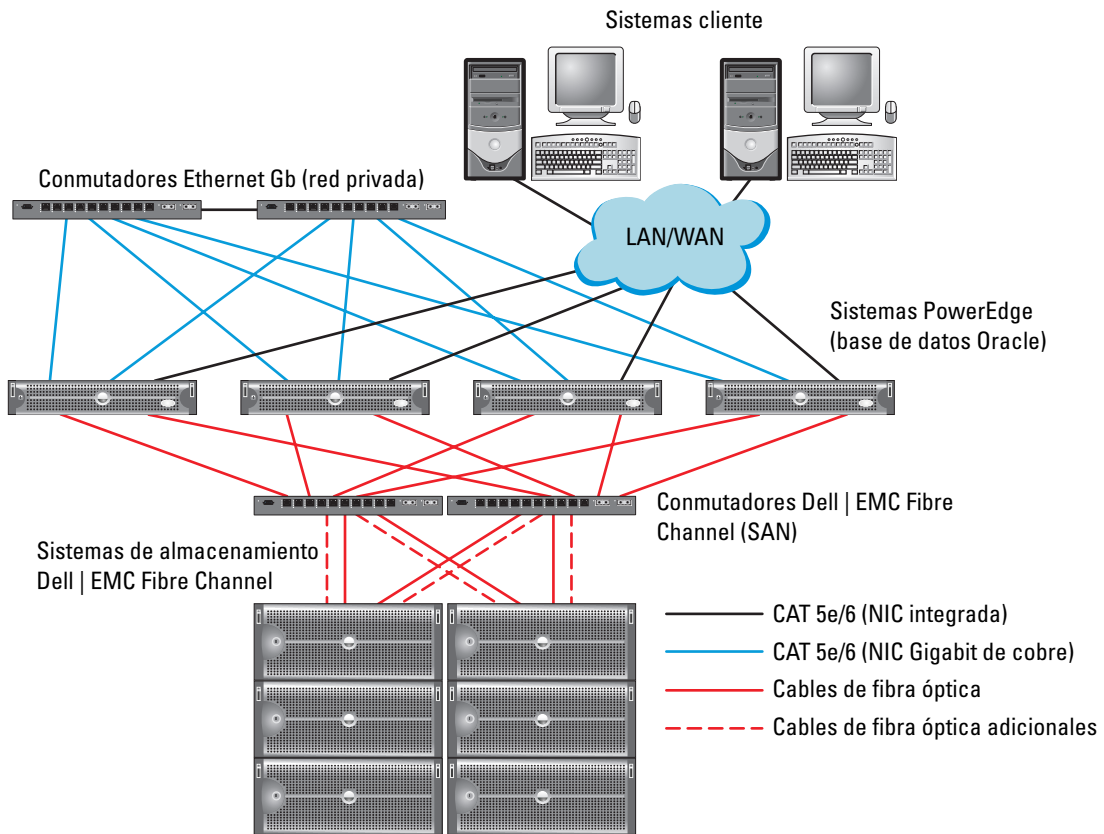 Sistemas cliente
Conmutadores Ethernet Gb (red privada)
LAN/WAN
Sistemas PowerEdge
(base de datos Oracle)
Conmutadores Dell | EMC Fibre
Channel (SAN)
Sistemas de almacenamiento
Dell | EMC Fibre Channel
CAT 5e/6 (NIC integrada)
CAT 5e/6 (NIC Gigabit de cobre)
Cables de fibra óptica
Cables de fibra óptica adicionales